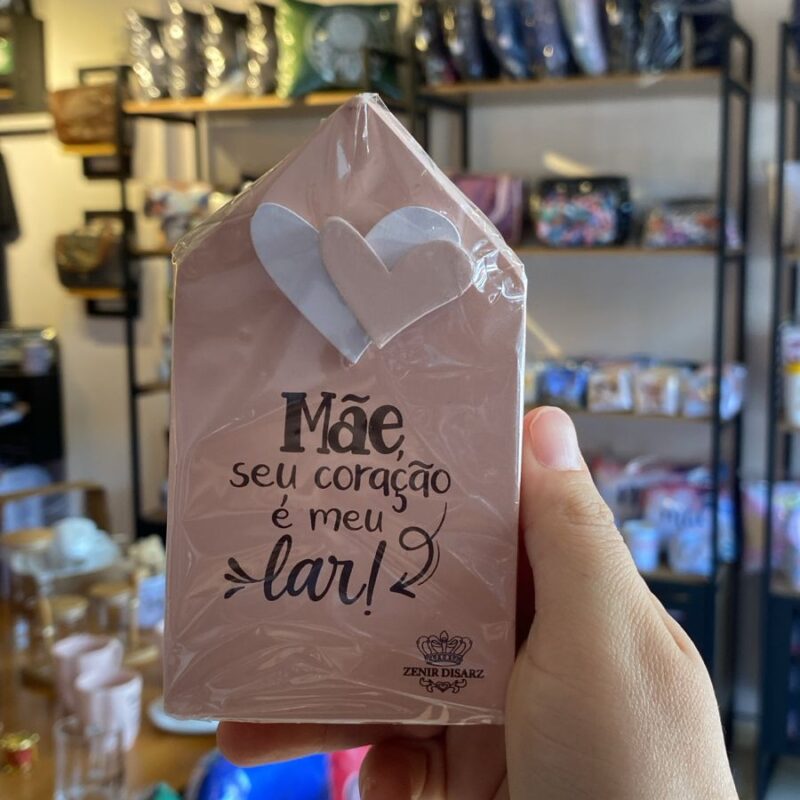 Mãe,
seu coração
é meu
lar!
ZENIR DISARZ